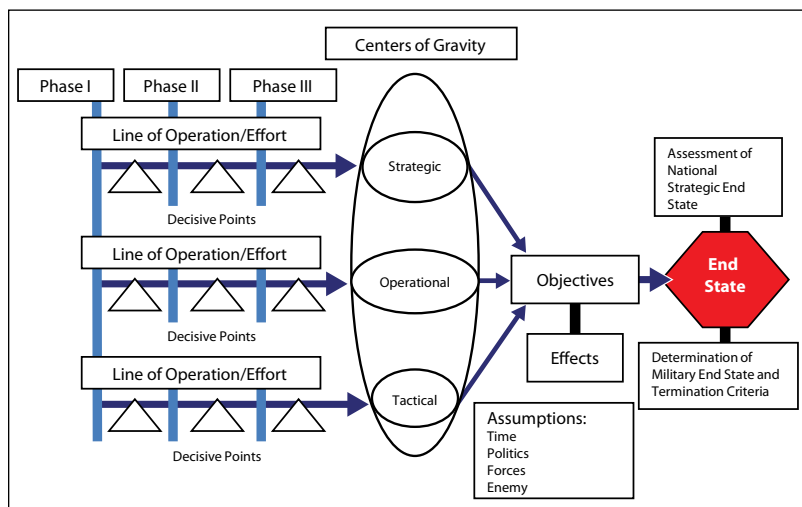 Centers of Gravity
Phase I
Phase II
Phase III
Line of Operation/Effort
Decisive Points
Line of Operation/Effort
Decisive Points
Line of Operation/Effort
Decisive Points
Strategic
Operational
Tactical
Objectives
Effects
Assumptions:
Time
Politics
Forces
Enemy
Assessment of
National
Strategic End
State
End
State
Determination of
Military End State and
Termination Criteria